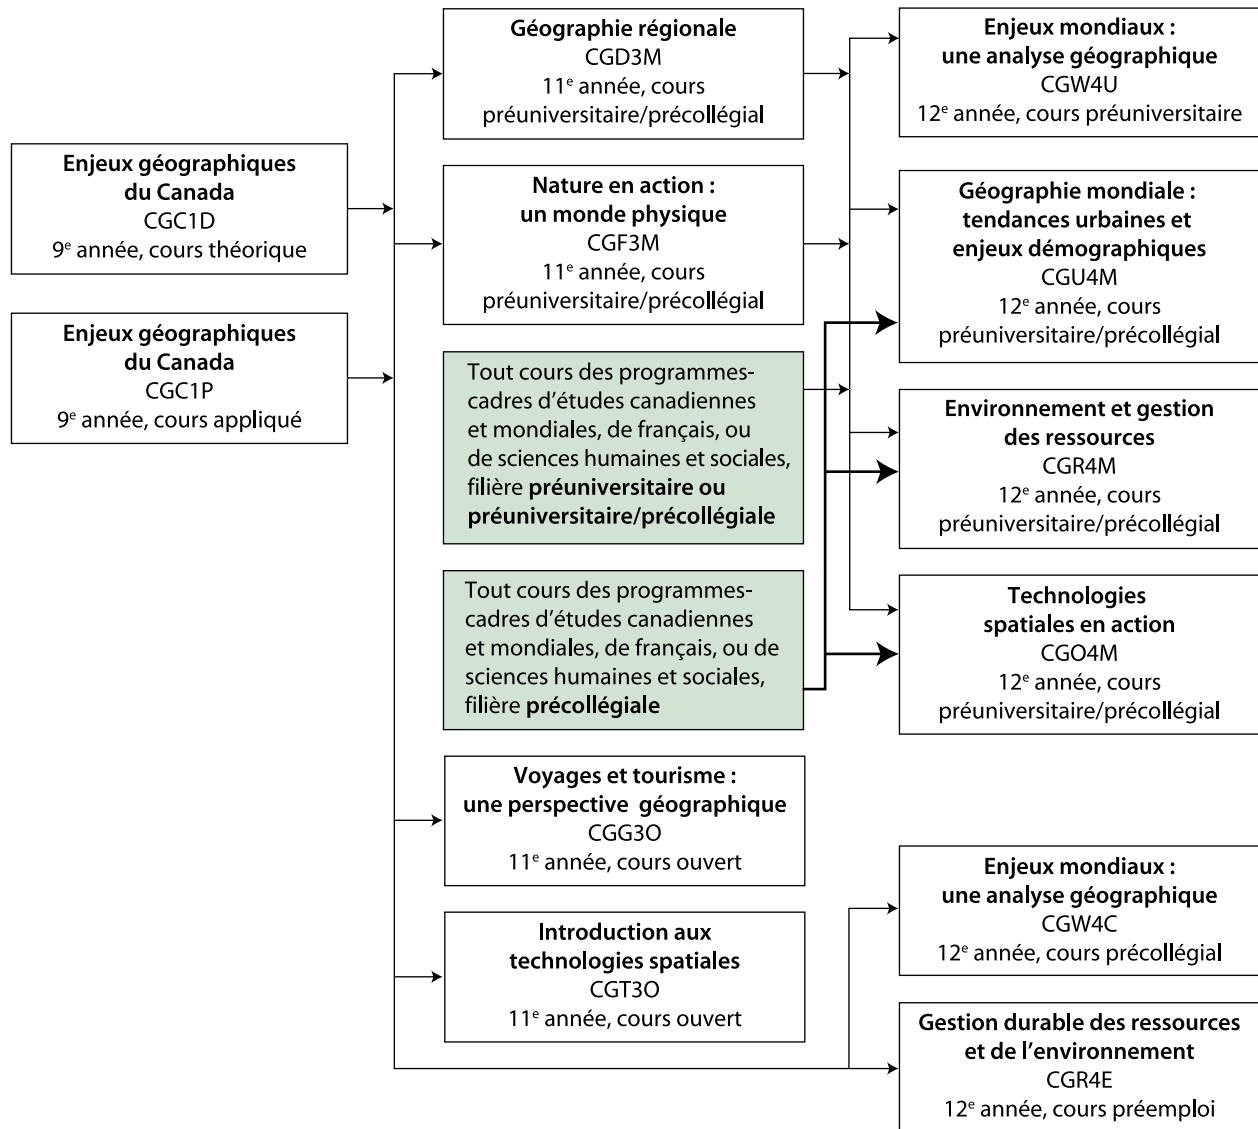 Enjeux géographiques
du Canada
CGC1D
9e année, cours théorique
Enjeux géographiques
du Canada
CGC1P
9e année, cours appliqué
Géographie régionale
CGD3M
11e année, cours
préuniversitaire/précollégial
Nature en action :
un monde physique
CGF3M
11e année, cours
préuniversitaire/précollégial
Tout cours des programmes-
cadres d’études canadiennes
et mondiales, de français, ou
de sciences humaines et sociales,
filière préuniversitaire ou
préuniversitaire/précollégiale
Tout cours des programmes-
cadres d’études canadiennes
et mondiales, de français, ou de
sciences humaines et sociales,
filière précollégiale
Voyages et tourisme :
une perspective géographique
CGG3O
11e année, cours ouvert
Introduction aux
technologies spatiales
CGT3O
11e année, cours ouvert
Enjeux mondiaux :
une analyse géographique
CGW4U
12e année, cours préuniversitaire
Géographie mondiale :
tendances urbaines et
enjeux démographiques
CGU4M
12e année, cours
préuniversitaire/précollégial
Environnement et gestion
des ressources
CGR4M
12e année, cours
préuniversitaire/précollégial
Technologies
spatiales en action
CGO4M
12e année, cours
préuniversitaire/précollégial
Enjeux mondiaux :
une analyse géographique
CGW4C
12e année, cours précollégial
Gestion durable des ressources
et de l’environnement
CGR4E
12e année, cours préemploi